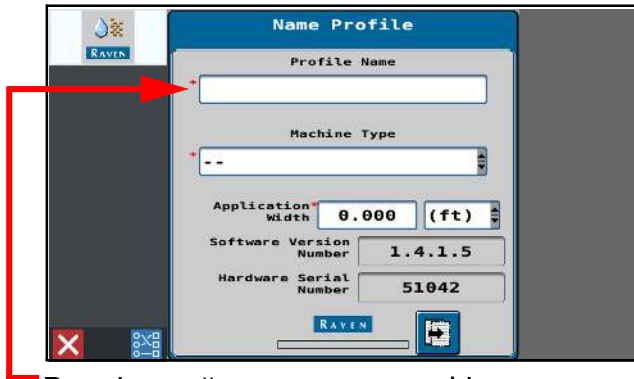 Name Profile
RAVEN
Profile Name
*
Machine Type
*
--
Application*
Width 0.000 (ft)
Software Version
Number 1.4.1.5
Hardware Serial
Number 51042
RAVEN